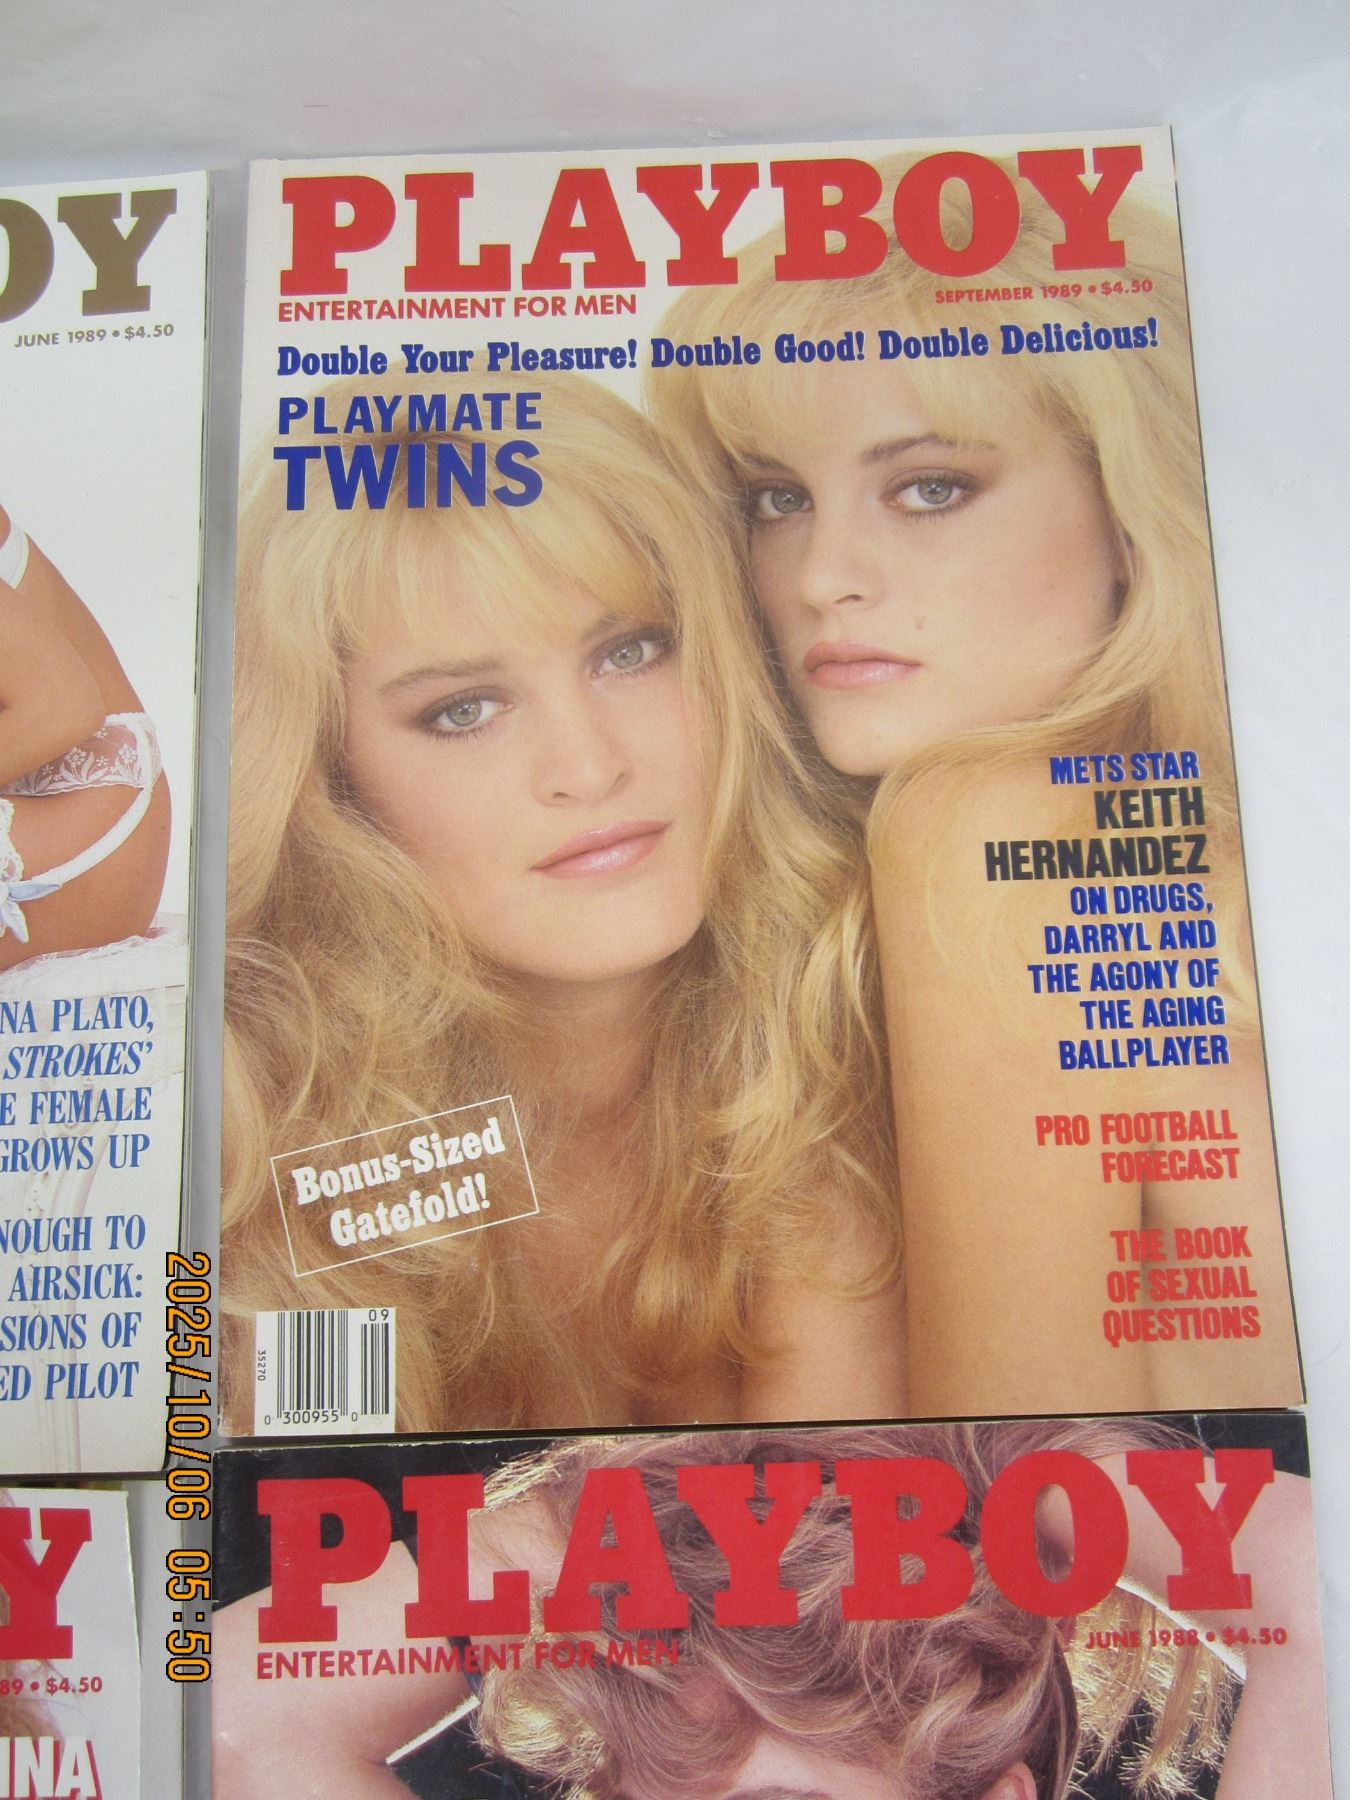 OY
JUNE 1989 • $4.50
NA PLATO,
STROKES'
E FEMALE
GROWS UP
NOUGH TO
AIRSICK:
SIONS OF
ED PILOT
PLAYBOY
ENTERTAINMENT FOR MEN
SEPTEMBER 1989 • $4.50
Double Your Pleasure! Double Good! Double Delicious!
PLAYMATE
TWINS
METS STAR
KEITH
HERNANDEZ
ON DRUGS,
DARRYL AND
THE AGONY OF
THE AGING
BALLPLAYER
PRO FOOTBALL
FORECAST
THE BOOK
OF SEXUAL
QUESTIONS
Bonus-Sized
Gatefold!
09
35270
0 300955 0
Y
89 • $4.50
INA
PLAYBOY
ENTERTAINMENT FOR MEN
JUNE 1988 • $4.50
2025/10/06 05:50